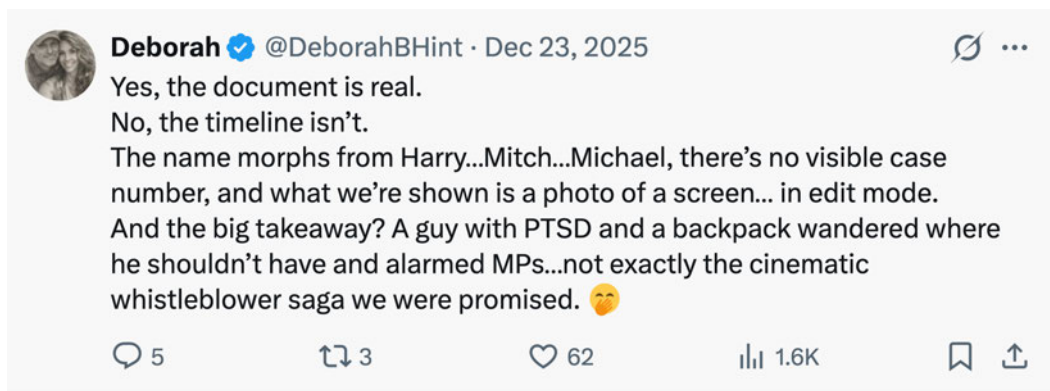 Deborah @DeborahBHint · Dec 23, 2025
Yes, the document is real.
No, the timeline isn’t.
The name morphs from Harry...Mitch...Michael, there’s no visible case
number, and what we’re shown is a photo of a screen... in edit mode.
And the big takeaway? A guy with PTSD and a backpack wandered where
he shouldn’t have and alarmed MPs...not exactly the cinematic
whistleblower saga we were promised. 🤭
5 3 62 1.6K